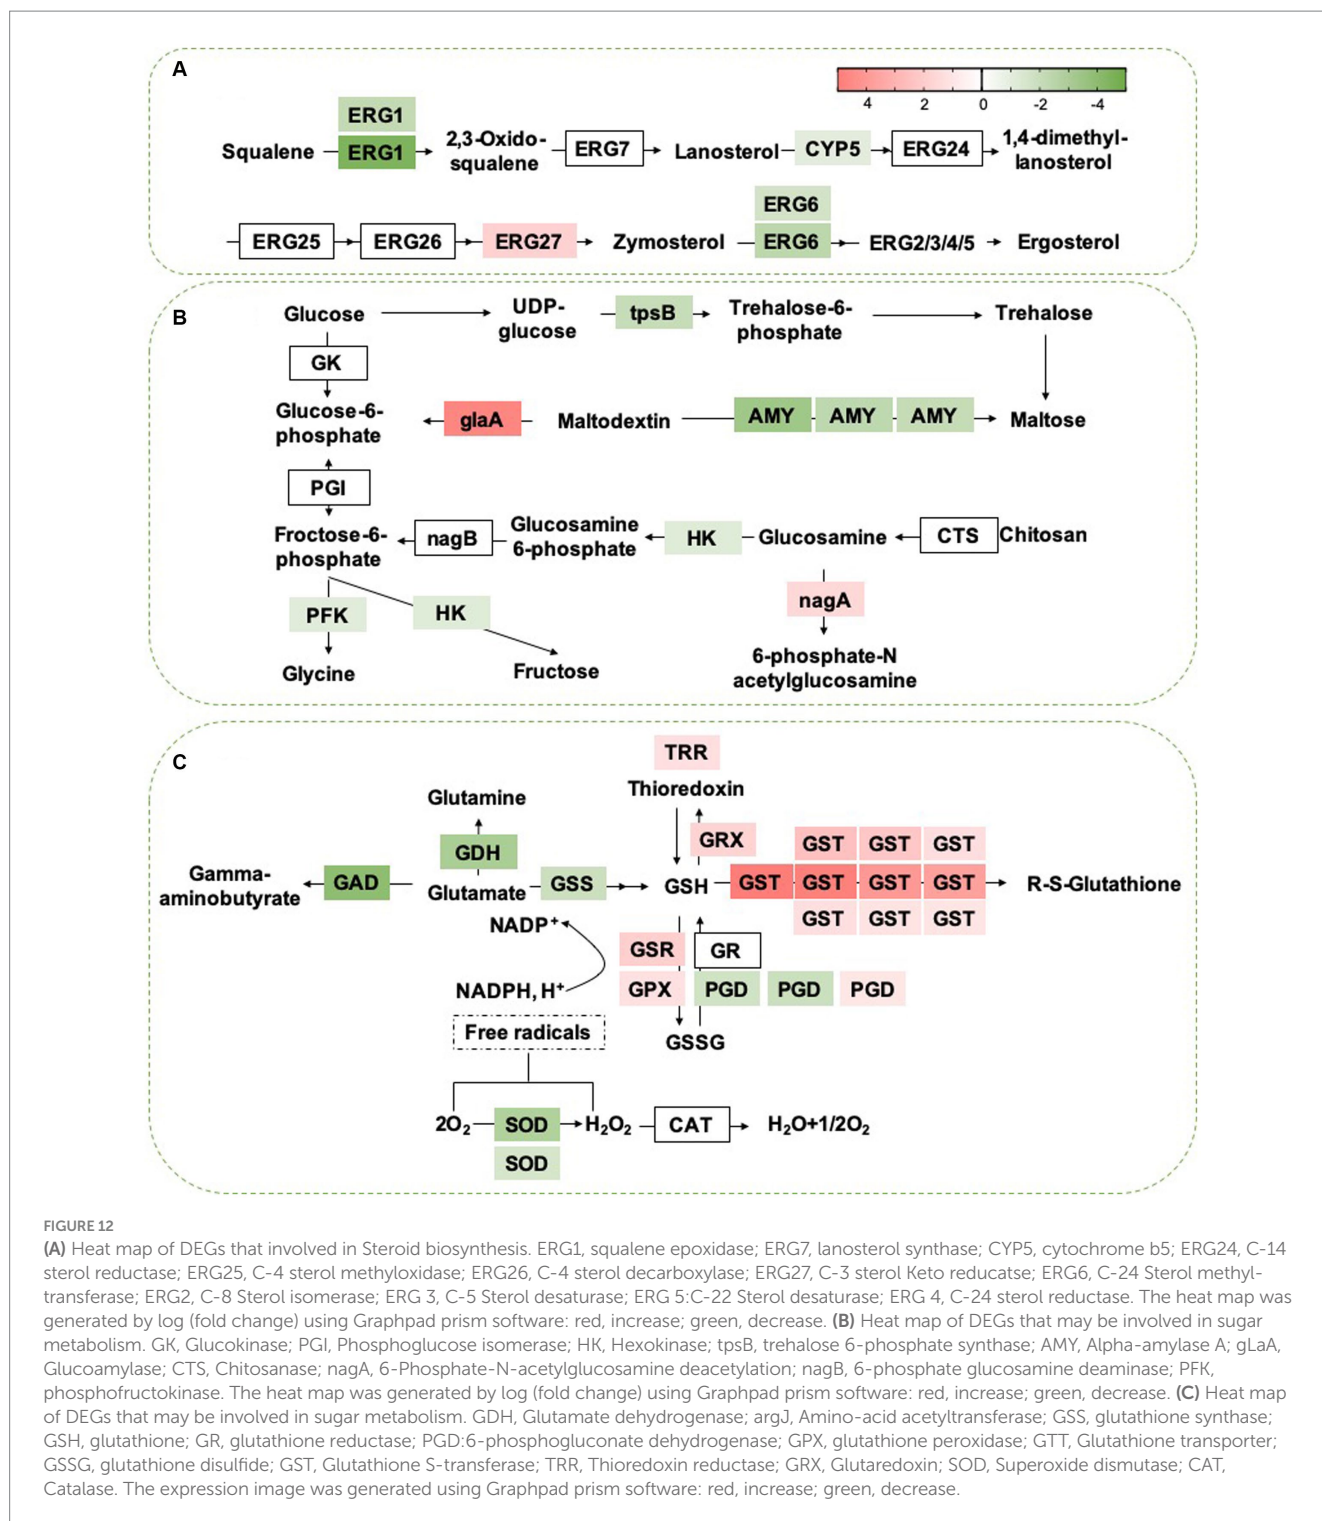 A
4 2 0 -2 -4
ERG1
Squalene ERG1 2,3-Oxido-
squalene ERG7 Lanosterol CYP5 ERG24 1,4-dimethyl-
lanosterol
ERG6
ERG25 ERG26 ERG27 Zymosterol ERG6 ERG2/3/4/5 Ergosterol
B
Glucose UDP-
glucose tpsB Trehalose-6-
phosphate Trehalose
GK
Glucose-6-
phosphate glaA Maltodextin AMY AMY AMY Maltose
PGI
Froctose-6-
phosphate nagB Glucosamine
6-phosphate HK Glucosamine CTS Chitosan
PFK HK nagA
Glycine Fructose 6-phosphate-N
acetylglucosamine
C
TRR
Glutamine Thioredoxin
GDH GRX GST GST GST
Gamma-
aminobutyrate GAD Glutamate GSS GSH GST GST GST GST R-S-Glutathione
GST GST GST
NADP+
GSR GR
NADPH, H+ GPX PGD PGD PGD
Free radicals GSSG
2O2 SOD H2O2 CAT H2O+1/2O2
SOD
FIGURE 12
(A) Heat map of DEGs that involved in Steroid biosynthesis. ERG1, squalene epoxidase; ERG7, lanosterol synthase; CYP5, cytochrome b5; ERG24, C-14
sterol reductase; ERG25, C-4 sterol methyloxidase; ERG26, C-4 sterol decarboxylase; ERG27, C-3 sterol Keto reducatse; ERG6, C-24 Sterol methyl-
transferase; ERG2, C-8 Sterol isomerase; ERG 3, C-5 Sterol desaturase; ERG 5:C-22 Sterol desaturase; ERG 4, C-24 sterol reductase. The heat map was
generated by log (fold change) using Graphpad prism software: red, increase; green, decrease. (B) Heat map of DEGs that may be involved in sugar
metabolism. GK, Glucokinase; PGI, Phosphoglucose isomerase; HK, Hexokinase; tpsB, trehalose 6-phosphate synthase; AMY, Alpha-amylase A; gLaA,
Glucoamylase; CTS, Chitosanase; nagA, 6-Phosphate-N-acetylglucosamine deacetylation; nagB, 6-phosphate glucosamine deaminase; PFK,
phosphofructokinase. The heat map was generated by log (fold change) using Graphpad prism software: red, increase; green, decrease. (C) Heat map
of DEGs that may be involved in sugar metabolism. GDH, Glutamate dehydrogenase; argJ, Amino-acid acetyltransferase; GSS, glutathione synthase;
GSH, glutathione; GR, glutathione reductase; PGD:6-phosphogluconate dehydrogenase; GPX, glutathione peroxidase; GTT, Glutathione transporter;
GSSG, glutathione disulfide; GST, Glutathione S-transferase; TRR, Thioredoxin reductase; GRX, Glutaredoxin; SOD, Superoxide dismutase; CAT,
Catalase. The expression image was generated using Graphpad prism software: red, increase; green, decrease.